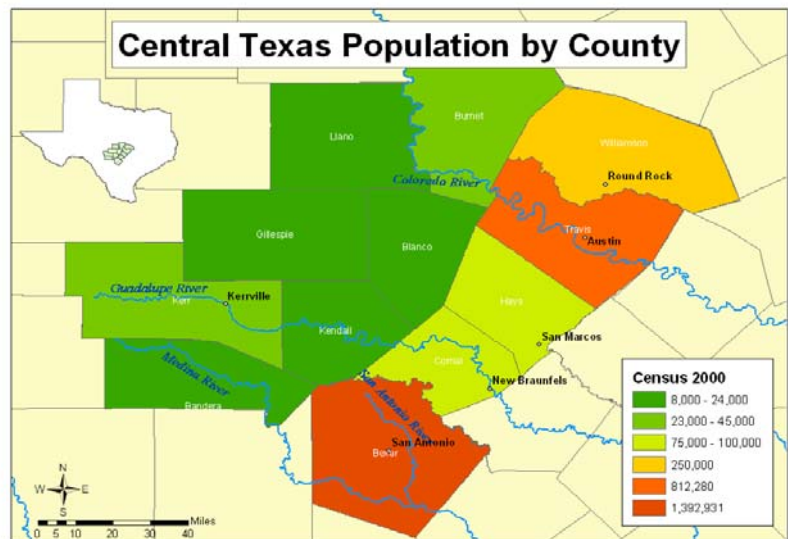 Central Texas Population by County
Burnet
Llano
Williamson
Colorado River
Round Rock
Gillespie
Blanco
Travis
Austin
Guadalupe River
Kerr
Kerrville
Hays
Kendall
San Marcos
Comal
Medina River
New Braunfels
Bandera
San Antonio River
San Antonio
Bexar
Census 2000
8,000 - 24,000
23,000 - 45,000
75,000 - 100,000
250,000
812,280
1,392,931
N
W E
S
Miles
0 5 10 20 30 40